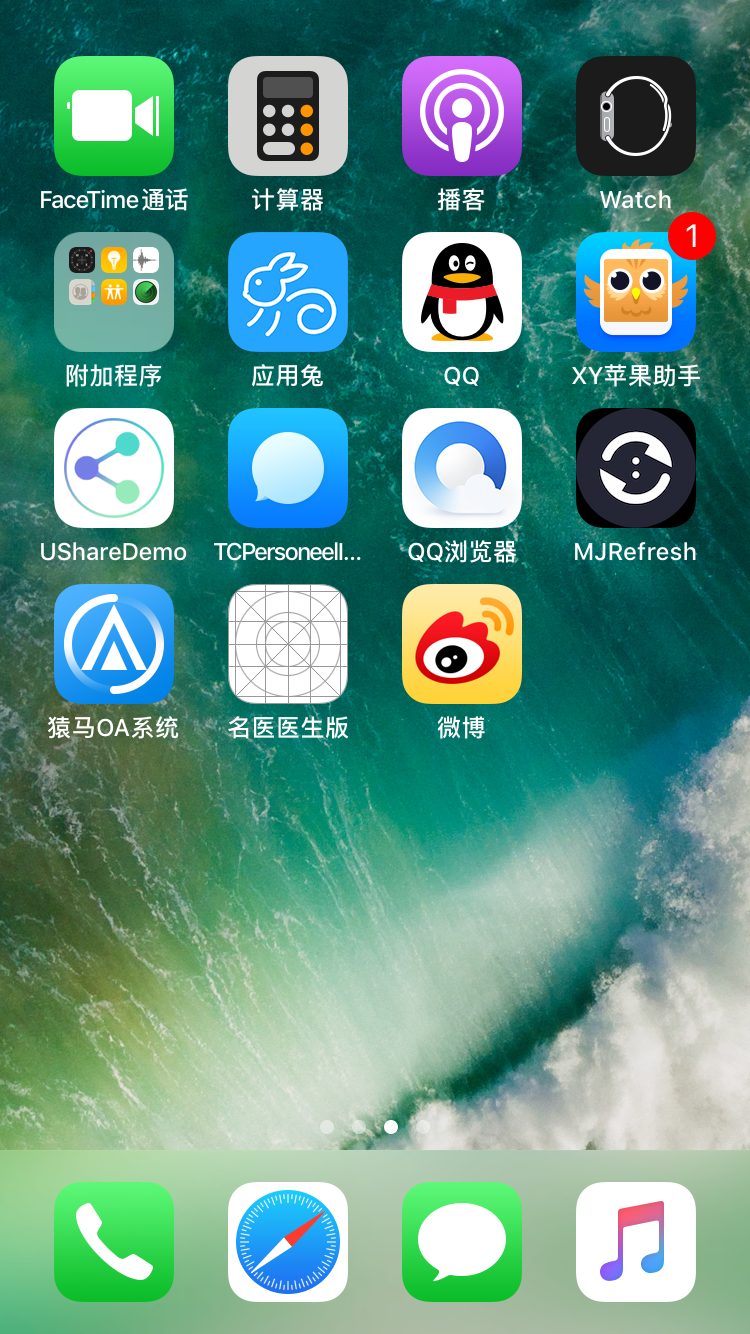 FaceTime通话
计算器
播客
Watch
1
附加程序
应用兔
QQ
XY苹果助手
UShareDemo
TCPersoneelI...
QQ浏览器
MJRefresh
猿马OA系统
名医医生版
微博